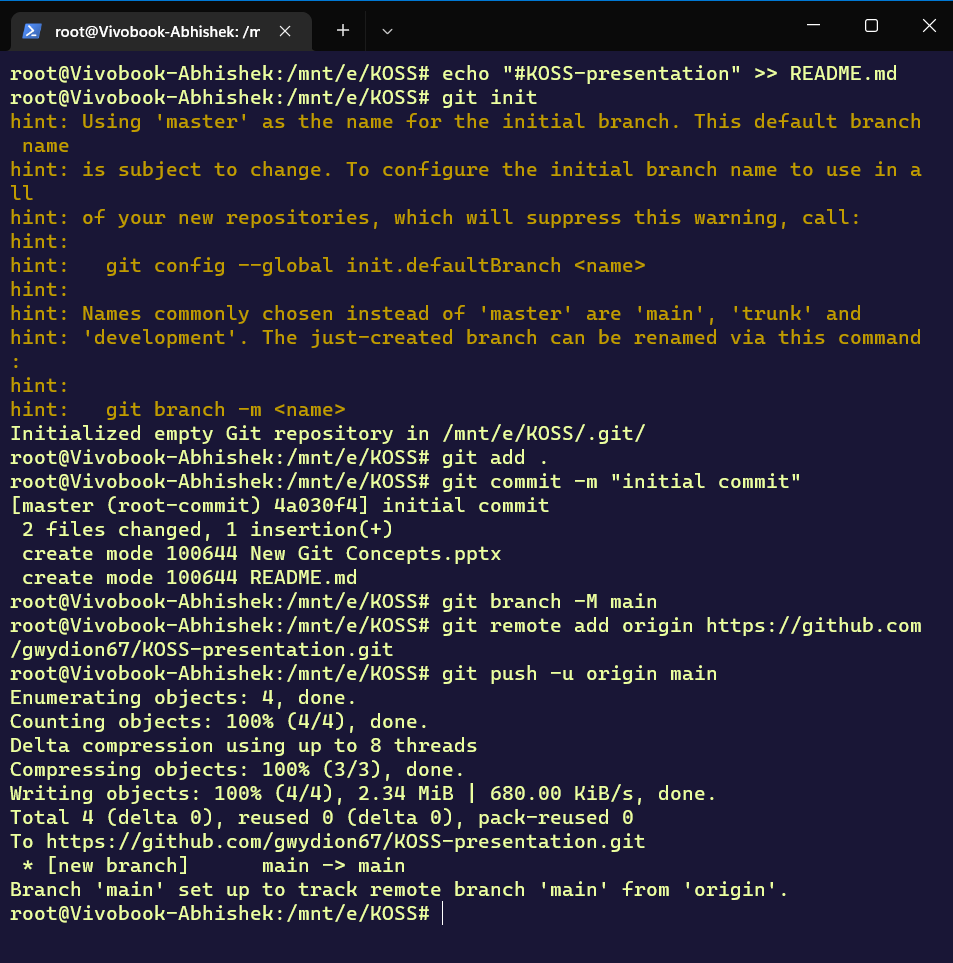 root@Vivobook-Abhishek: /m
root@Vivobook-Abhishek:/mnt/e/KOSS# echo "#KOSS-presentation" >> README.md
root@Vivobook-Abhishek:/mnt/e/KOSS# git init
hint: Using 'master' as the name for the initial branch. This default branch
 name
hint: is subject to change. To configure the initial branch name to use in a
ll
hint: of your new repositories, which will suppress this warning, call:
hint:
hint:   git config --global init.defaultBranch <name>
hint:
hint: Names commonly chosen instead of 'master' are 'main', 'trunk' and
hint: 'development'. The just-created branch can be renamed via this command
:
hint:
hint:   git branch -m <name>
Initialized empty Git repository in /mnt/e/KOSS/.git/
root@Vivobook-Abhishek:/mnt/e/KOSS# git add .
root@Vivobook-Abhishek:/mnt/e/KOSS# git commit -m "initial commit"
[master (root-commit) 4a030f4] initial commit
 2 files changed, 1 insertion(+)
 create mode 100644 New Git Concepts.pptx
 create mode 100644 README.md
root@Vivobook-Abhishek:/mnt/e/KOSS# git branch -M main
root@Vivobook-Abhishek:/mnt/e/KOSS# git remote add origin https://github.com
/gwydion67/KOSS-presentation.git
root@Vivobook-Abhishek:/mnt/e/KOSS# git push -u origin main
Enumerating objects: 4, done.
Counting objects: 100% (4/4), done.
Delta compression using up to 8 threads
Compressing objects: 100% (3/3), done.
Writing objects: 100% (4/4), 2.34 MiB | 680.00 KiB/s, done.
Total 4 (delta 0), reused 0 (delta 0), pack-reused 0
To https://github.com/gwydion67/KOSS-presentation.git
 * [new branch]      main -> main
Branch 'main' set up to track remote branch 'main' from 'origin'.
root@Vivobook-Abhishek:/mnt/e/KOSS#